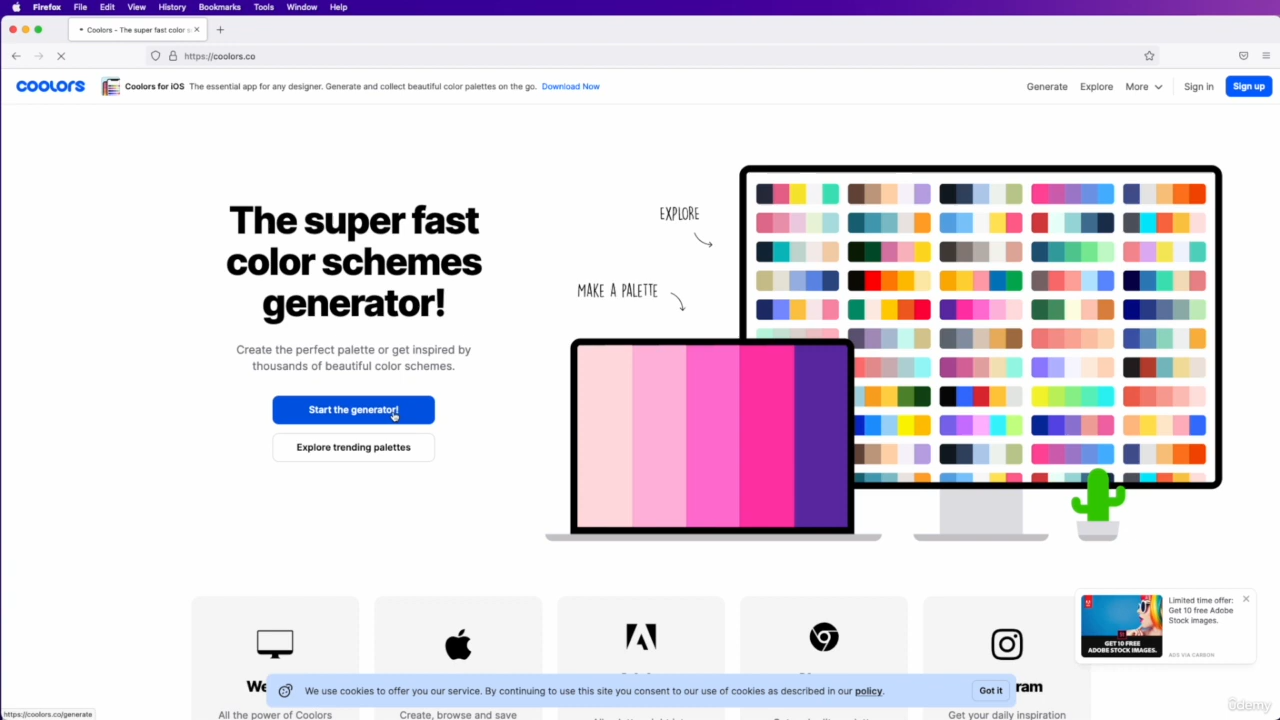 Firefox File Edit View History Bookmarks Tools Window Help
Coolors - The super fast color s
https://coolors.co
coolors
Coolors for iOS The essential app for any designer. Generate and collect beautiful color palettes on the go. Download Now
Generate Explore More Sign in Sign up
The super fast
color schemes
generator!
Create the perfect palette or get inspired by
thousands of beautiful color schemes.
Start the generator!
Explore trending palettes
EXPLORE
MAKE A PALETTE
Limited time offer:
Get 10 free Adobe
Stock images.
GET 10 FREE
ADOBE STOCK IMAGES.
ADS VIA CARBON
We use cookies to offer you our service. By continuing to use this site you consent to our use of cookies as described in our policy.
Got it
All the power of Coolors
Create, browse and save
Get your daily inspiration
https://coolors.co/generate
ûdemy